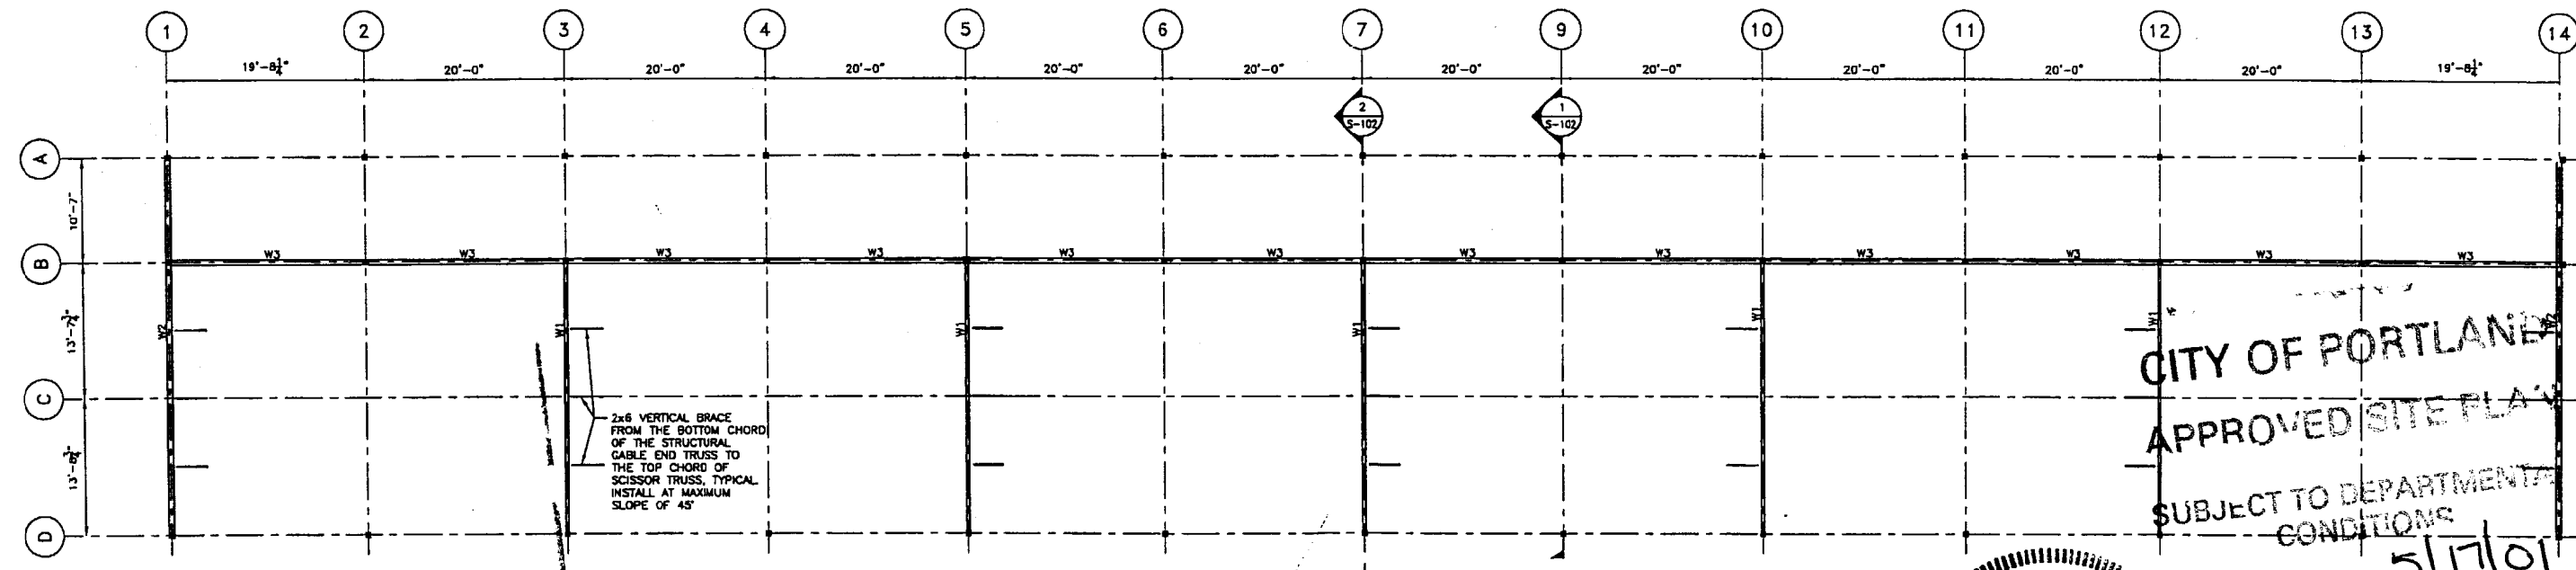 1 2 3 4 5 6 7 9 10 11 12 13 14
19'-8¼" 20'-0" 20'-0" 20'-0" 20'-0" 20'-0" 20'-0" 20'-0" 20'-0" 20'-0" 20'-0" 19'-8¼"
2
S-102
1
S-102
A
10'-7"
B
W3 W3 W3 W3 W3 W3 W3 W3 W3 W3 W3 W3
13'-7¾"
W2 W1 W1 W1 W1 W1 W2
C
13'-8¾"
D
2x6 VERTICAL BRACE
FROM THE BOTTOM CHORD
OF THE STRUCTURAL
GABLE END TRUSS TO
THE TOP CHORD OF
SCISSOR TRUSS, TYPICAL
INSTALL AT MAXIMUM
SLOPE OF 45°
CITY OF PORTLAND
APPROVED SITE PLAN
SUBJECT TO DEPARTMENTA
CONDITIONS
5/17/01